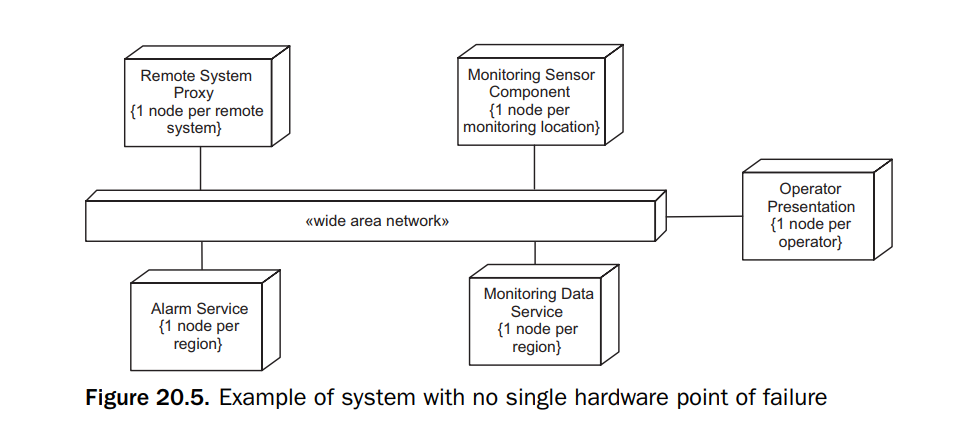 Remote System
Proxy
{1 node per remote
system}
Monitoring Sensor
Component
{1 node per
monitoring location}
Operator
Presentation
{1 node per
operator}
«wide area network»
Alarm Service
{1 node per
region}
Monitoring Data
Service
{1 node per
region}
Figure 20.5. Example of system with no single hardware point of failure